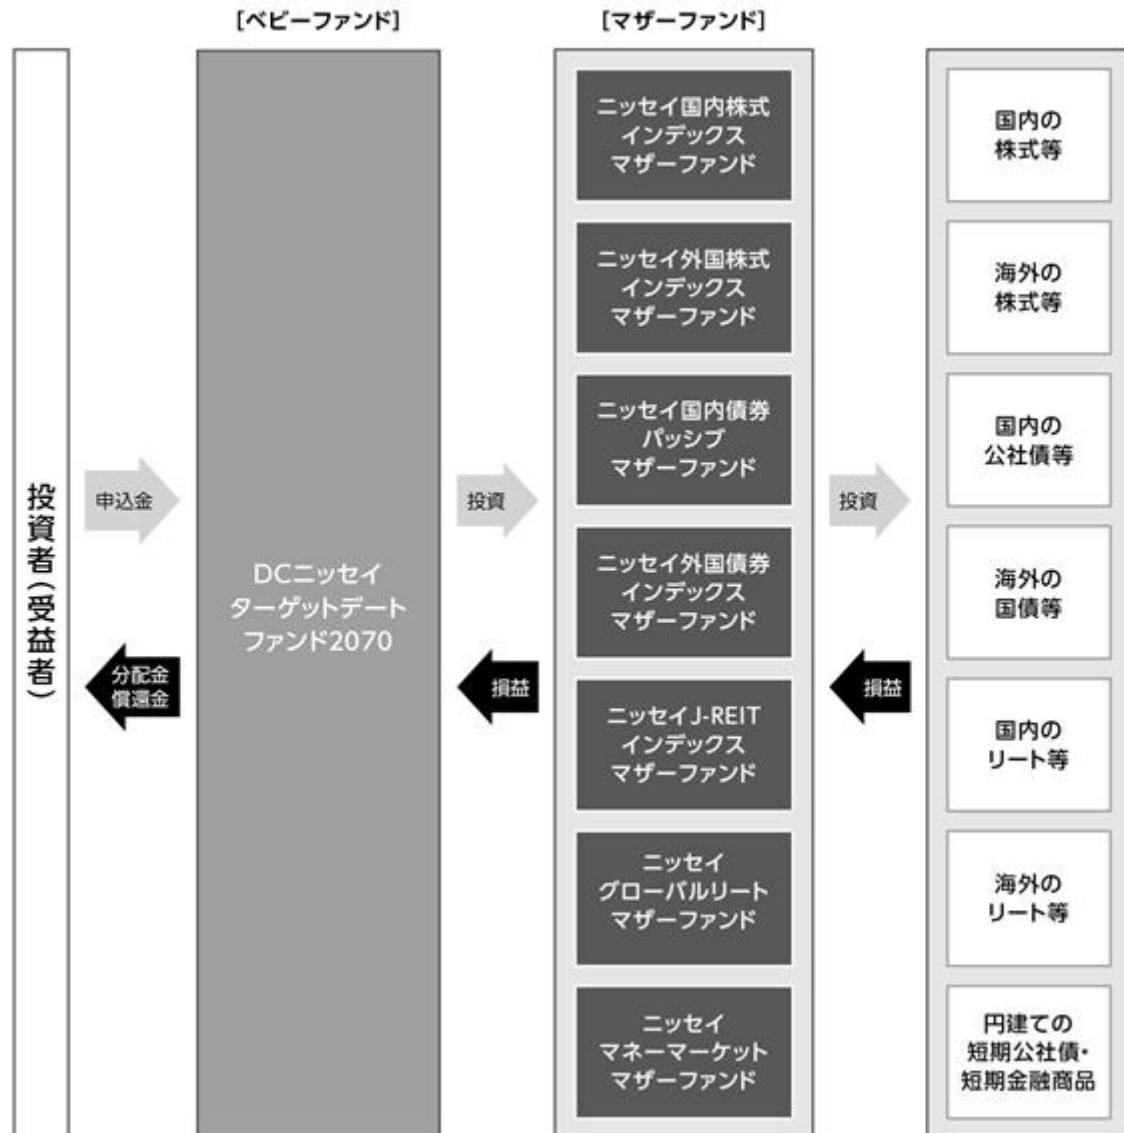 [ベビーファンド]
[マザーファンド]
投資者(受益者)
申込金
分配金
償還金
DCニッセイ
ターゲットデート
ファンド2070
投資
損益
ニッセイ国内株式
インデックス
マザーファンド
ニッセイ外国株式
インデックス
マザーファンド
ニッセイ国内債券
パッシブ
マザーファンド
ニッセイ外国債券
インデックス
マザーファンド
ニッセイJ-REIT
インデックス
マザーファンド
ニッセイ
グローバルリート
マザーファンド
ニッセイ
マネーマーケット
マザーファンド
投資
損益
国内の
株式等
海外の
株式等
国内の
公社債等
海外の
国債等
国内の
リート等
海外の
リート等
円建ての
短期公社債・
短期金融商品